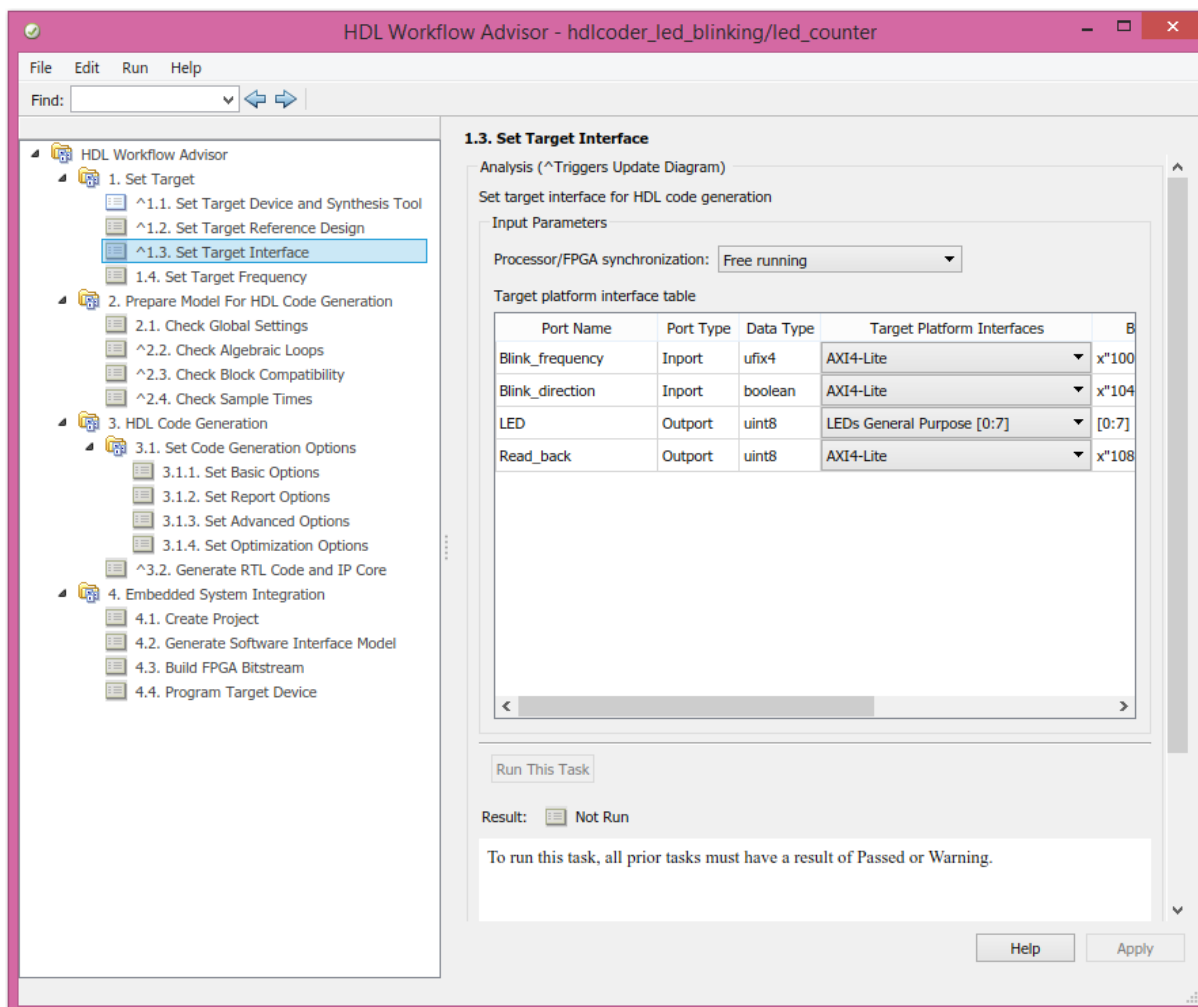 HDL Workflow Advisor - hdlcoder_led_blinking/led_counter
File Edit Run Help
Find:
HDL Workflow Advisor
1. Set Target
^1.1. Set Target Device and Synthesis Tool
^1.2. Set Target Reference Design
^1.3. Set Target Interface
1.4. Set Target Frequency
2. Prepare Model For HDL Code Generation
2.1. Check Global Settings
^2.2. Check Algebraic Loops
^2.3. Check Block Compatibility
^2.4. Check Sample Times
3. HDL Code Generation
3.1. Set Code Generation Options
3.1.1. Set Basic Options
3.1.2. Set Report Options
3.1.3. Set Advanced Options
3.1.4. Set Optimization Options
^3.2. Generate RTL Code and IP Core
4. Embedded System Integration
4.1. Create Project
4.2. Generate Software Interface Model
4.3. Build FPGA Bitstream
4.4. Program Target Device
1.3. Set Target Interface
Analysis (^Triggers Update Diagram)
Set target interface for HDL code generation
Input Parameters
Processor/FPGA synchronization: Free running
Target platform interface table
Port Name Port Type Data Type Target Platform Interfaces B
Blink_frequency Inport ufix4 AXI4-Lite x"100
Blink_direction Inport boolean AXI4-Lite x"104
LED Outport uint8 LEDs General Purpose [0:7] [0:7]
Read_back Outport uint8 AXI4-Lite x"108
Run This Task
Result: Not Run
To run this task, all prior tasks must have a result of Passed or Warning.
Help Apply